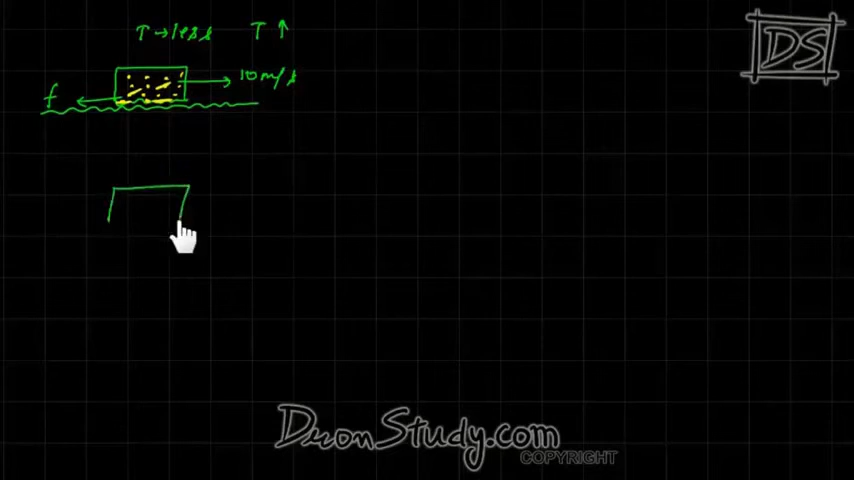 T → less T ↑
10 m/s
f
DS
DronStudy.com
COPYRIGHT